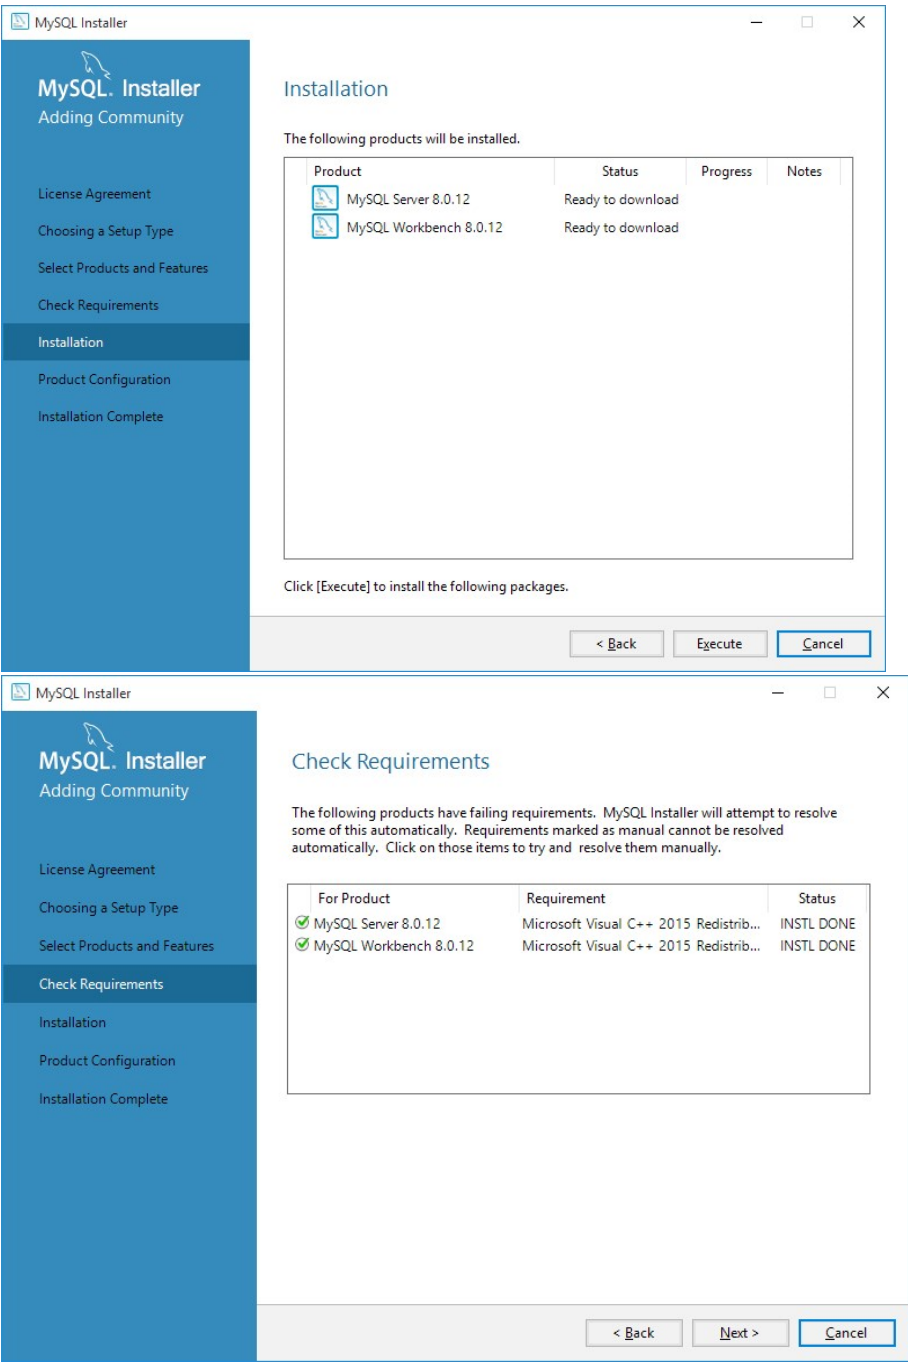 MySQL Installer
MySQL. Installer
Adding Community
License Agreement
Choosing a Setup Type
Select Products and Features
Check Requirements
Installation
Product Configuration
Installation Complete
Installation
The following products will be installed.
Product Status Progress Notes
MySQL Server 8.0.12 Ready to download
MySQL Workbench 8.0.12 Ready to download
Click [Execute] to install the following packages.
< Back Execute Cancel
MySQL Installer
MySQL. Installer
Adding Community
License Agreement
Choosing a Setup Type
Select Products and Features
Check Requirements
Installation
Product Configuration
Installation Complete
Check Requirements
The following products have failing requirements. MySQL Installer will attempt to resolve
some of this automatically. Requirements marked as manual cannot be resolved
automatically. Click on those items to try and resolve them manually.
For Product Requirement Status
MySQL Server 8.0.12 Microsoft Visual C++ 2015 Redistrib... INSTL DONE
MySQL Workbench 8.0.12 Microsoft Visual C++ 2015 Redistrib... INSTL DONE
< Back Next > Cancel